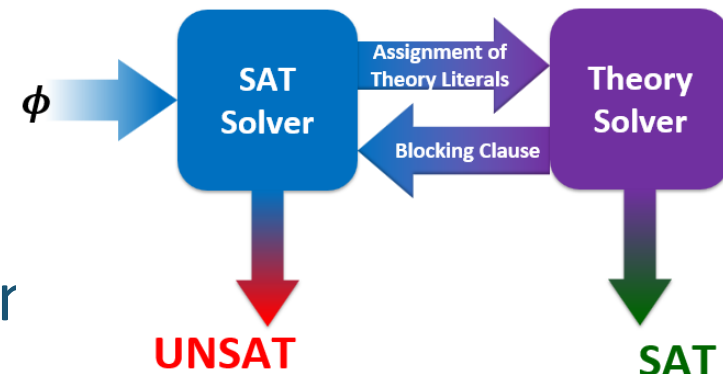 Assignment of
Theory Literals
SAT
Solver
Theory
Solver
ϕ
Blocking Clause
r
UNSAT
SAT